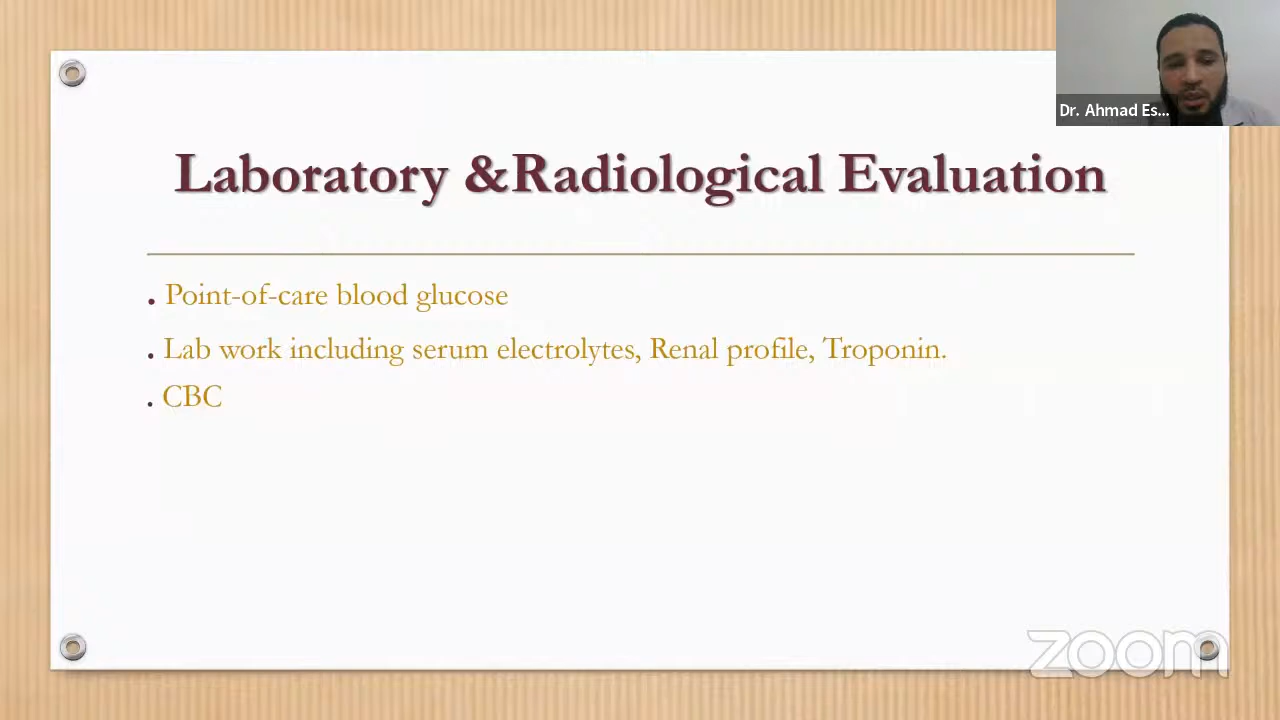 Dr. Ahmad Es...
Laboratory &Radiological Evaluation
. Point-of-care blood glucose
. Lab work including serum electrolytes, Renal profile, Troponin.
. CBC
zoom